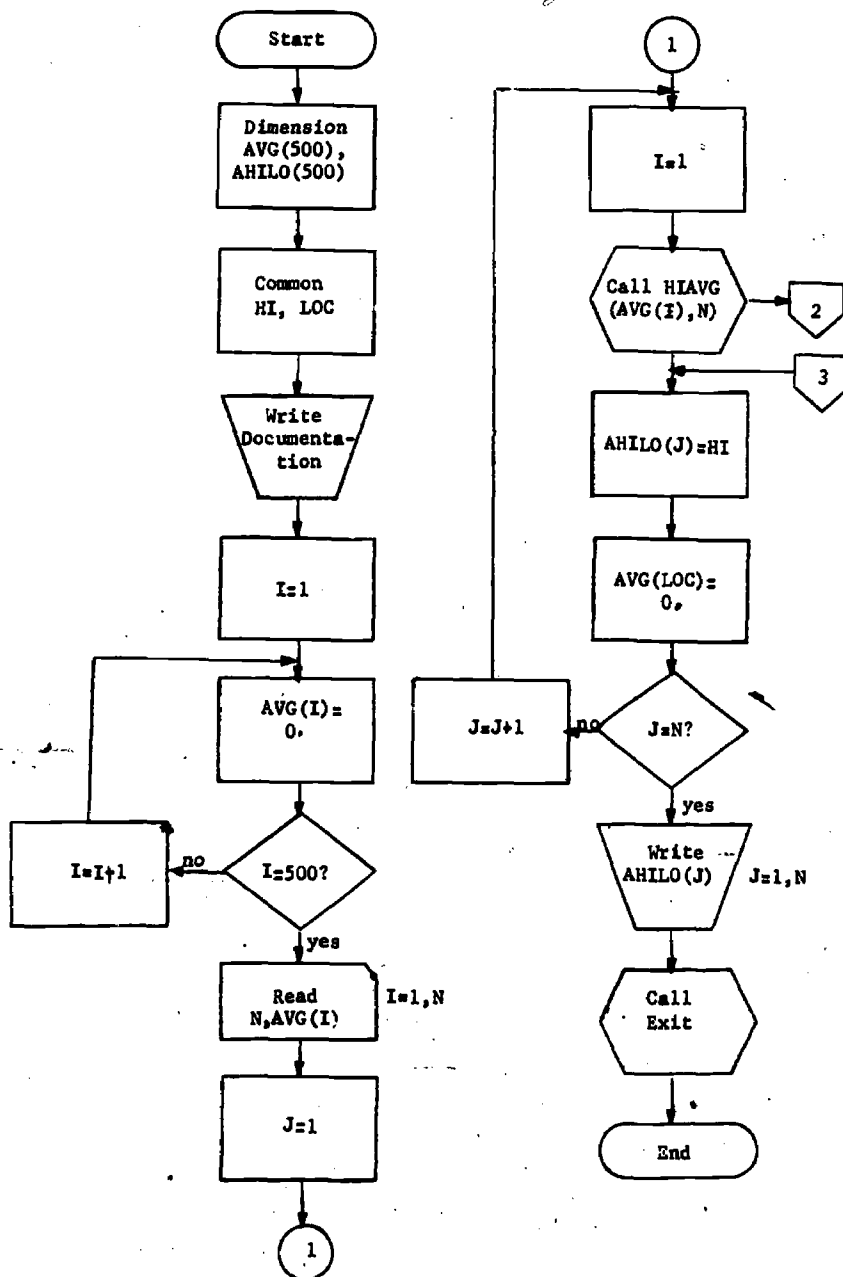 Start
Dimension
AVG(500),
AHILO(500)
Common
HI, LOC
Write
Documenta-
tion
I=1
AVG(I)=
0.
I=500?
no
I=I+1
yes
Read
N,AVG(I)
I=1,N
J=1
1
1
I=1
Call HIAVG
(AVG(I),N)
2
3
AHILO(J)=HI
AVG(LOC)=
0.
J=N?
no
J=J+1
yes
Write
AHILO(J)
J=1,N
Call
Exit
End